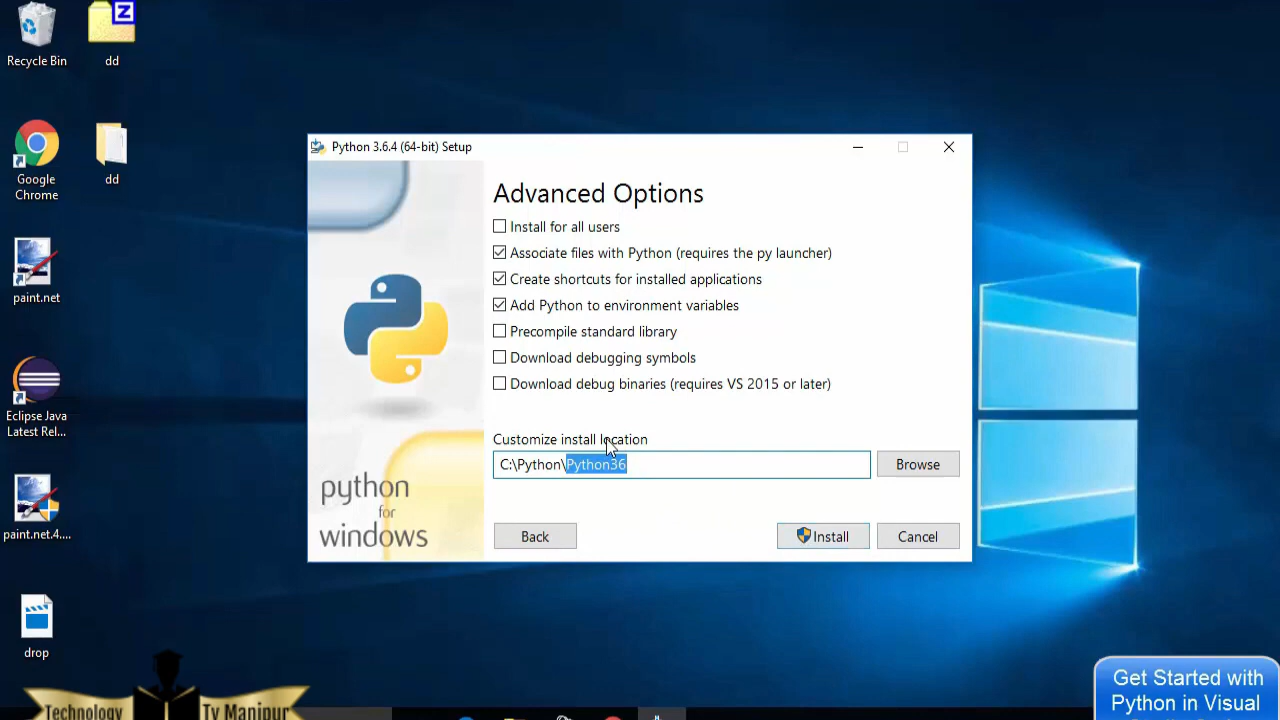 Recycle Bin
Z
dd
Google
Chrome
dd
paint.net
Eclipse Java
Latest Rel...
paint.net.4....
drop
Python 3.6.4 (64-bit) Setup
Advanced Options
Install for all users
Associate files with Python (requires the py launcher)
Create shortcuts for installed applications
Add Python to environment variables
Precompile standard library
Download debugging symbols
Download debug binaries (requires VS 2015 or later)
Customize install location
C:\Python\Python36
Browse
python
for
windows
Back
Install
Cancel
Technology
Tv Manipur
Get Started with
Python in Visual